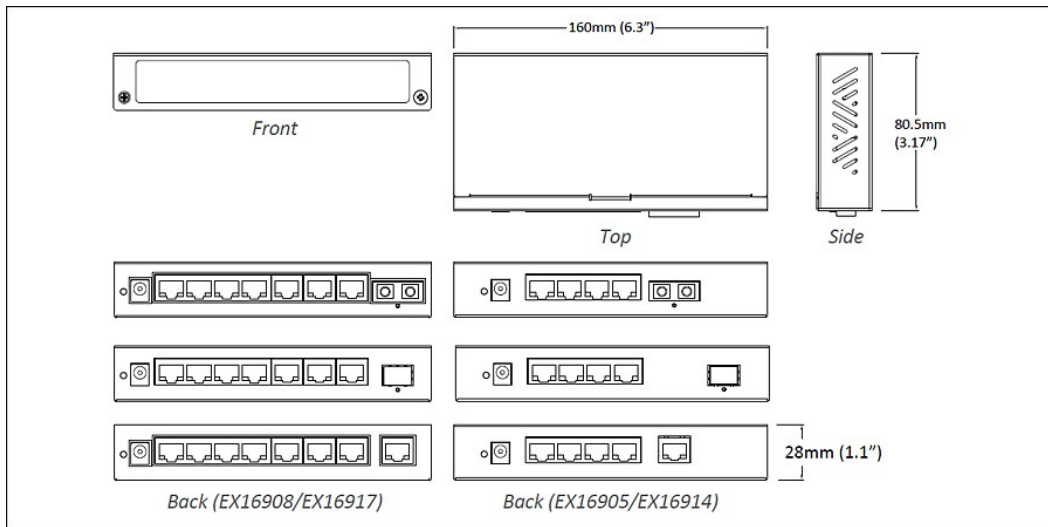 160mm (6.3”)
Front
80.5mm
(3.17”)
Top
Side
28mm (1.1”)
Back (EX16908/EX16917)
Back (EX16905/EX16914)